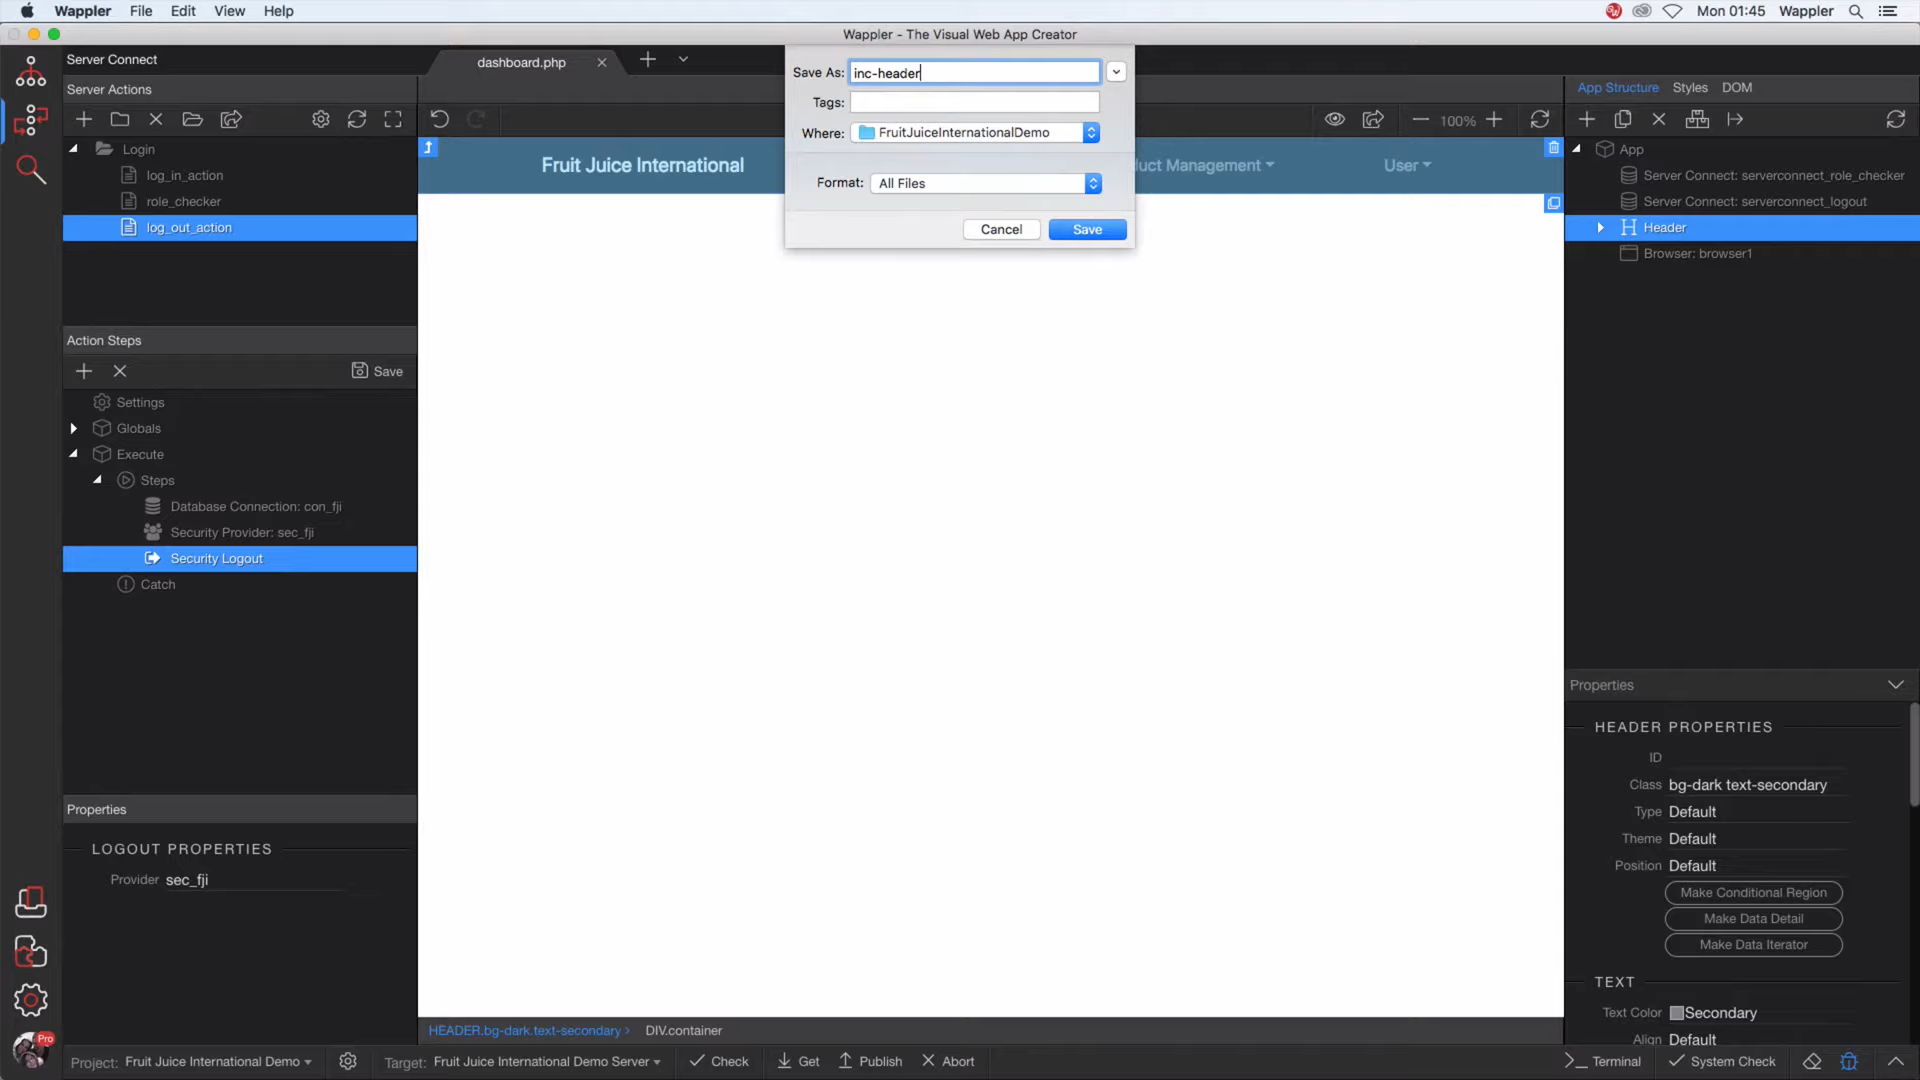 Wappler File Edit View Help
Mon 01:45 Wappler
Wappler - The Visual Web App Creator
Server Connect
dashboard.php
Server Actions
Login
log_in_action
role_checker
log_out_action
Action Steps
Save
Settings
Globals
Execute
Steps
Database Connection: con_fji
Security Provider: sec_fji
Security Logout
Catch
Properties
LOGOUT PROPERTIES
Provider sec_fji
Save As: inc-header
Tags:
Where: FruitJuiceInternationalDemo
Format: All Files
Cancel Save
100%
Fruit Juice International
uct Management
User
HEADER.bg-dark.text-secondary › DIV.container
App Structure Styles DOM
App
Server Connect: serverconnect_role_checker
Server Connect: serverconnect_logout
Header
Browser: browser1
Properties
HEADER PROPERTIES
ID
Class bg-dark text-secondary
Type Default
Theme Default
Position Default
Make Conditional Region
Make Data Detail
Make Data Iterator
TEXT
Text Color Secondary
Align Default
Pro
Project: Fruit Juice International Demo
Target: Fruit Juice International Demo Server
Check Get Publish Abort
Terminal System Check